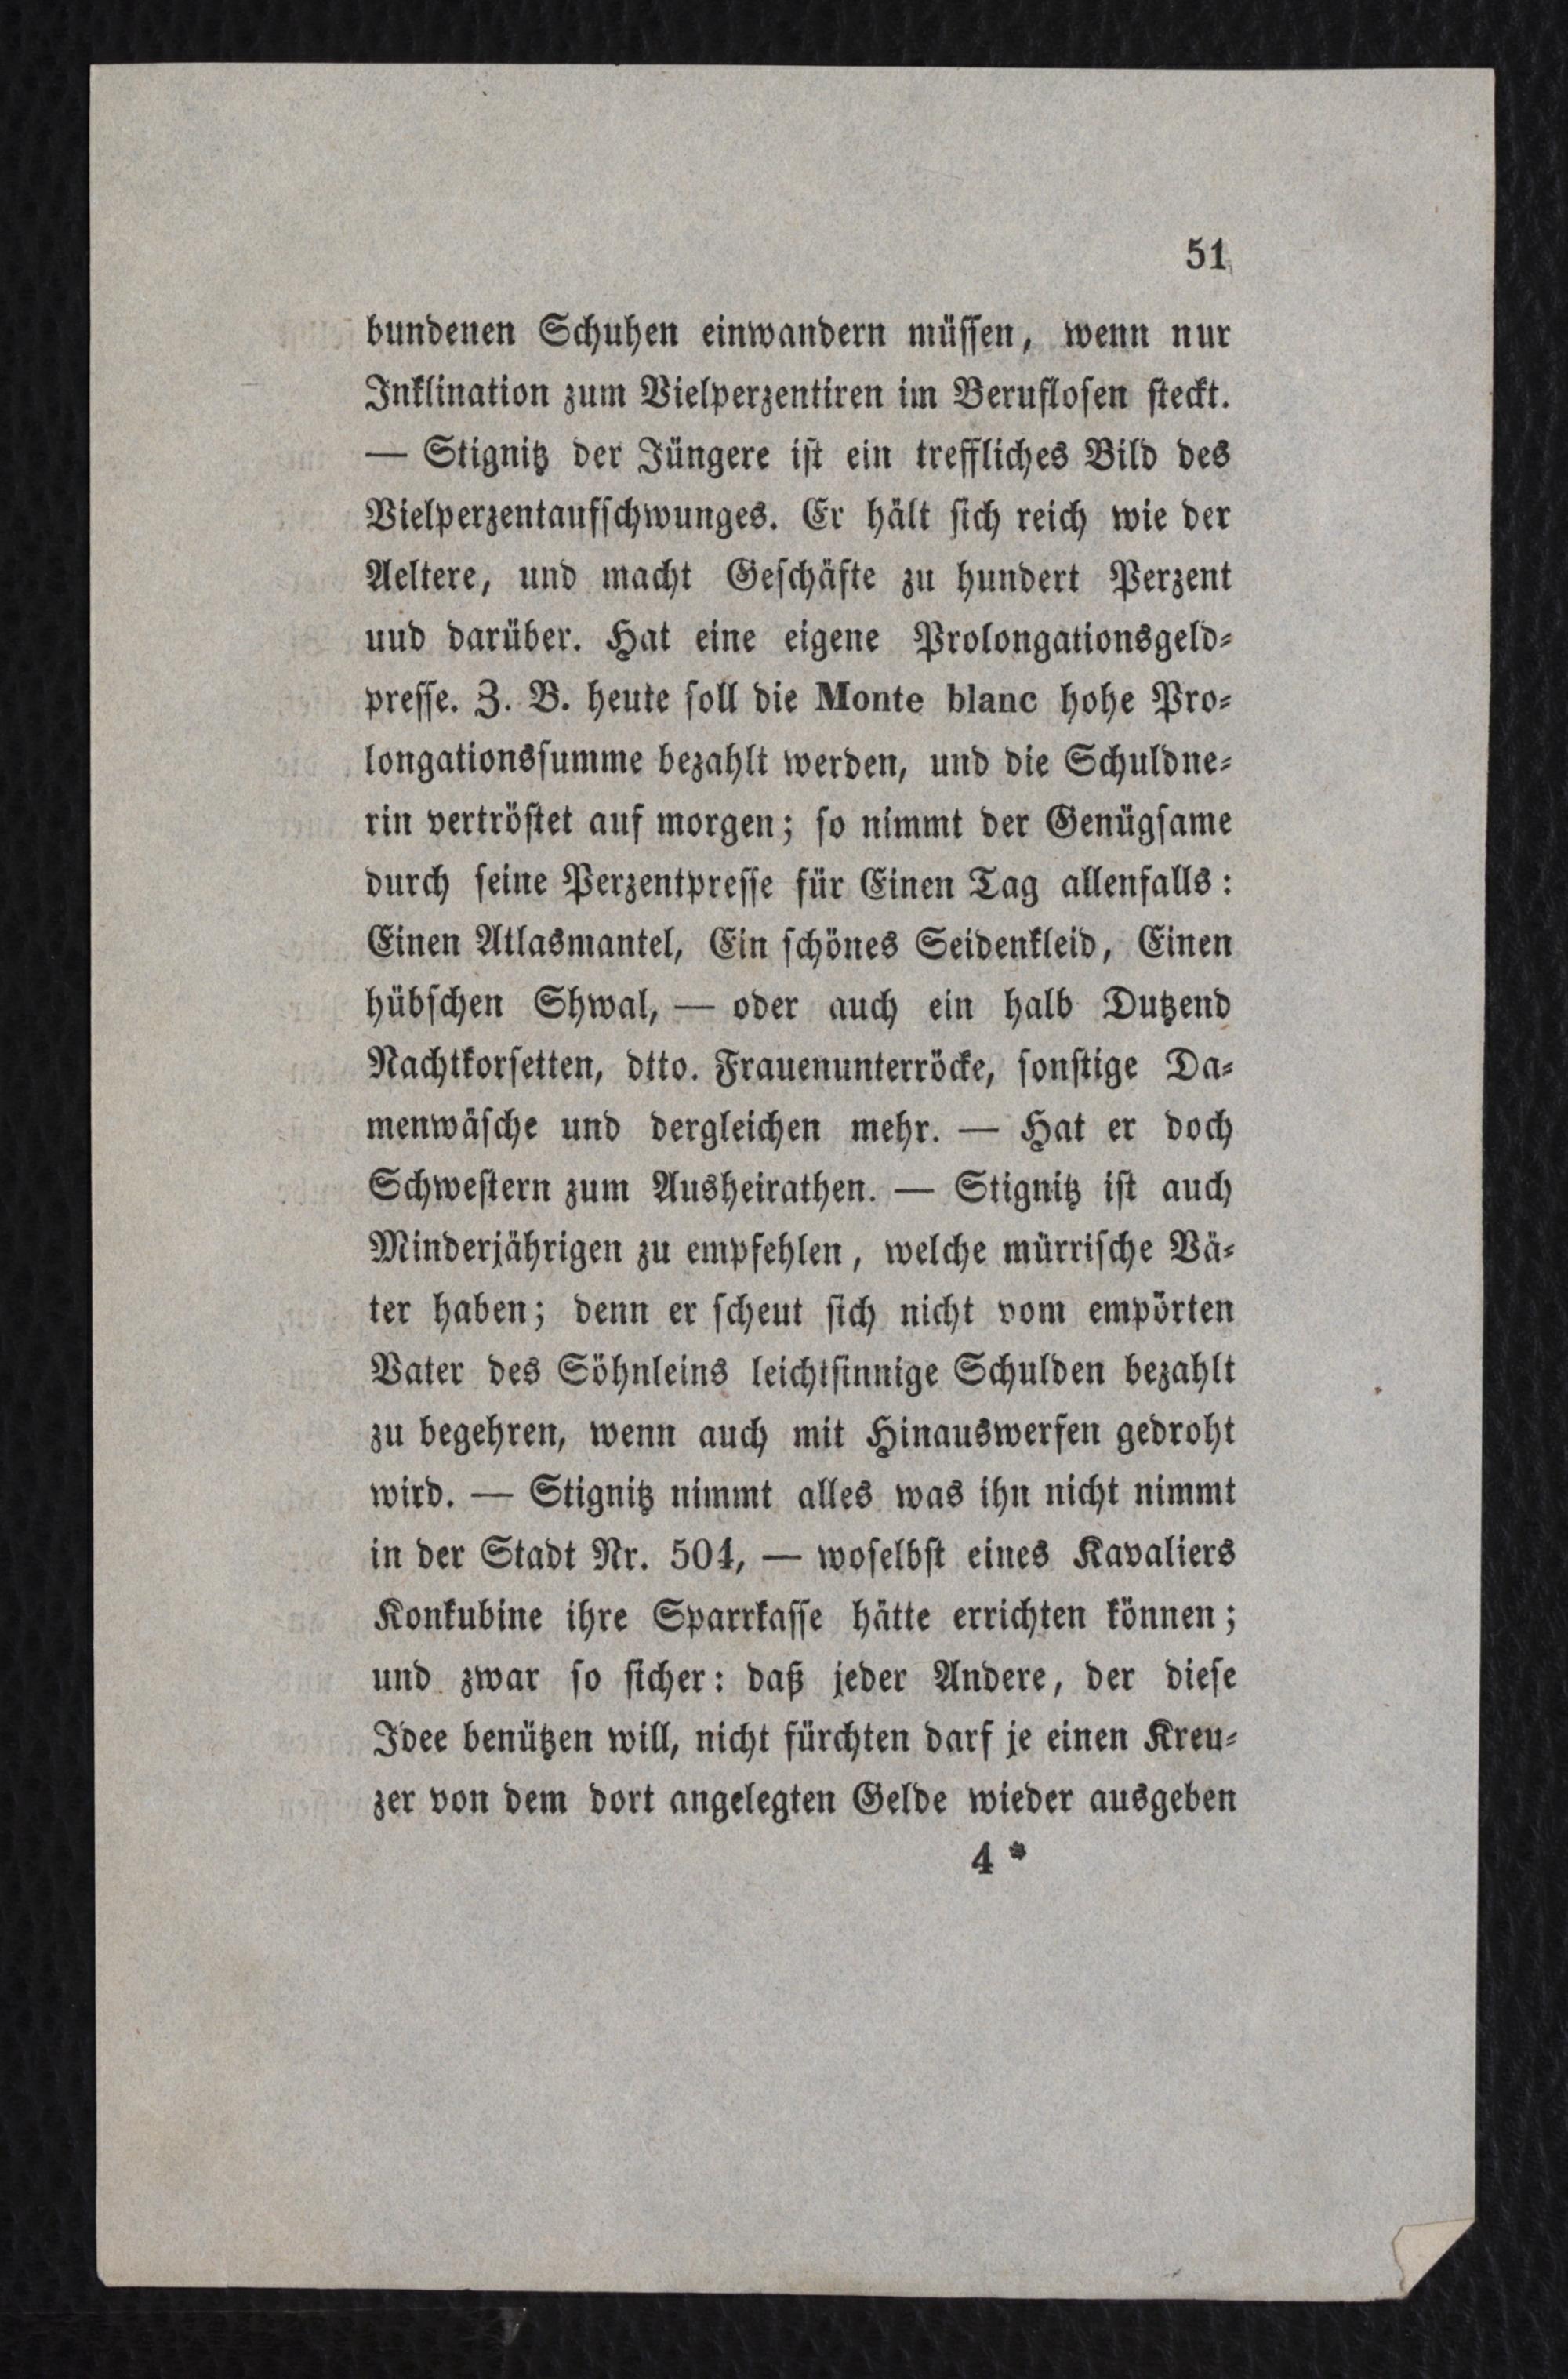 51
bundenen Schuhen einwandern müssen, wenn nur
Inklination zum Vielperzentiren im Beruflosen steckt.
— Stignitz der Jüngere ist ein treffliches Bild des
Vielperzentaufschwunges. Er hält sich reich wie der
Aeltere, und macht Geschäfte zu hundert Perzent
uud darüber. Hat eine eigene Prolongationsgeld-
presse. Z. B. heute soll die Monte blanc hohe Pro-
longationssumme bezahlt werden, und die Schuldne-
rin vertröstet auf morgen; so nimmt der Genügsame
durch seine Perzentpresse für Einen Tag allenfalls:
Einen Atlasmantel, Ein schönes Seidenkleid, Einen
hübschen Shwal, — oder auch ein halb Dutzend
Nachtkorsetten, dtto. Frauenunterröcke, sonstige Da-
menwäsche und dergleichen mehr. — Hat er doch
Schwestern zum Ausheirathen. — Stignitz ist auch
Minderjährigen zu empfehlen, welche mürrische Vä-
ter haben; denn er scheut sich nicht vom empörten
Vater des Söhnleins leichtsinnige Schulden bezahlt
zu begehren, wenn auch mit Hinauswerfen gedroht
wird. — Stignitz nimmt alles was ihn nicht nimmt
in der Stadt Nr. 501, — woselbst eines Kavaliers
Konkubine ihre Sparrkasse hätte errichten können;
und zwar so sicher: daß jeder Andere, der diese
Idee benützen will, nicht fürchten darf je einen Kreu-
zer von dem dort angelegten Gelde wieder ausgeben
4 *